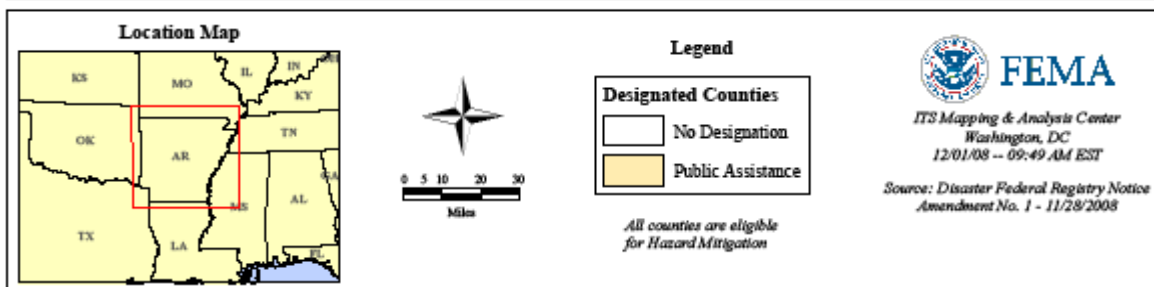 Location Map
KS
MO
IL
IN
KY
OK
AR
TN
MS
AL
GA
TX
LA
FL
0 5 10 20 30
Miles
Legend
Designated Counties
No Designation
Public Assistance
All counties are eligible
for Hazard Mitigation
FEMA
ITS Mapping & Analysis Center
Washington, DC
12/01/08 -- 09:49 AM EST
Source: Disaster Federal Registry Notice
Amendment No. 1 - 11/28/2008